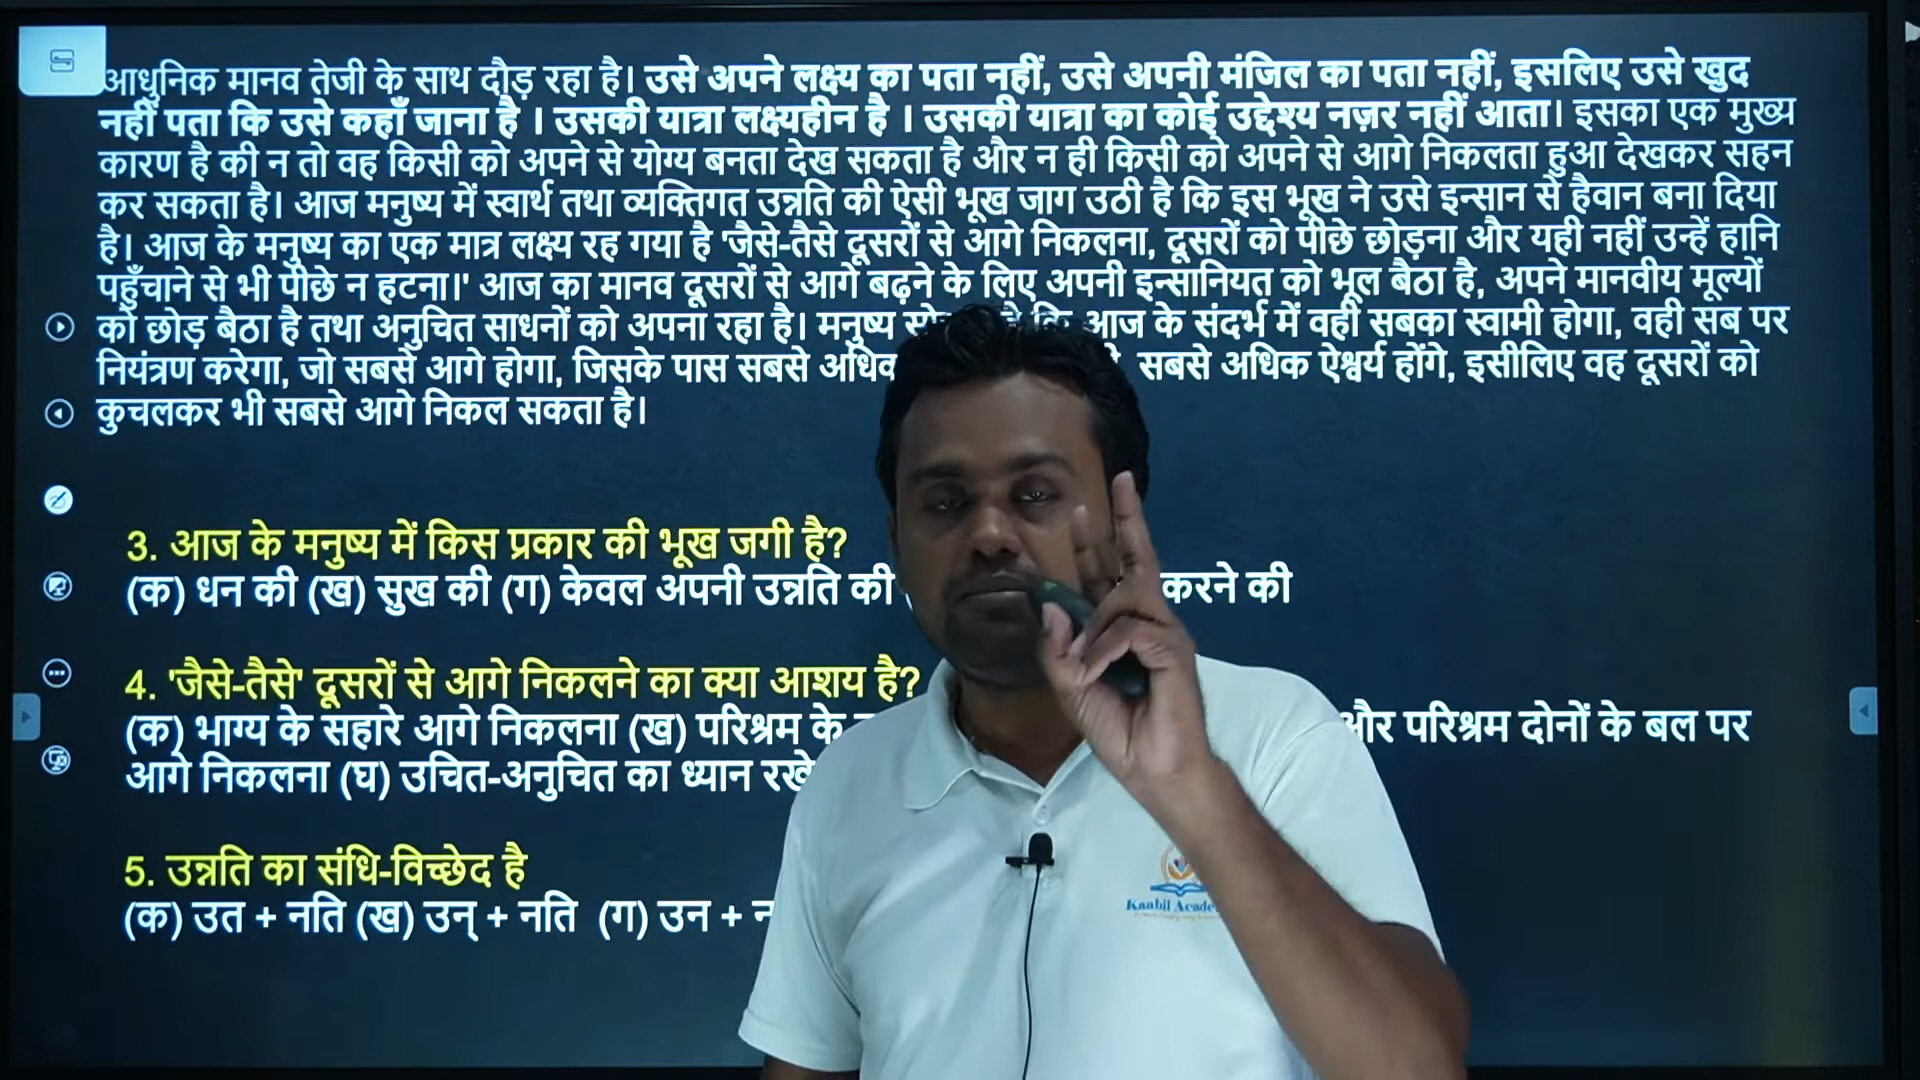 आधुनिक मानव तेजी के साथ दौड़ रहा है। उसे अपने लक्ष्य का पता नहीं, उसे अपनी मंजिल का पता नहीं, इसलिए उसे खुद
नहीं पता कि उसे कहाँ जाना है । उसकी यात्रा लक्ष्यहीन है । उसकी यात्रा का कोई उद्देश्य नज़र नहीं आता। इसका एक मुख्य
कारण है की न तो वह किसी को अपने से योग्य बनता देख सकता है और न ही किसी को अपने से आगे निकलता हुआ देखकर सहन
कर सकता है। आज मनुष्य में स्वार्थ तथा व्यक्तिगत उन्नति की ऐसी भूख जाग उठी है कि इस भूख ने उसे इन्सान से हैवान बना दिया
है। आज के मनुष्य का एक मात्र लक्ष्य रह गया है 'जैसे-तैसे दूसरों से आगे निकलना, दूसरों को पीछे छोड़ना और यही नहीं उन्हें हानि
पहुँचाने से भी पीछे न हटना।' आज का मानव दूसरों से आगे बढ़ने के लिए अपनी इन्सानियत को भूल बैठा है, अपने मानवीय मूल्यों
को छोड़ बैठा है तथा अनुचित साधनों को अपना रहा है। मनुष्य आज के संदर्भ में वही सबका स्वामी होगा, वही सब पर
नियंत्रण करेगा, जो सबसे आगे होगा, जिसके पास सबसे सबसे अधिक ऐश्वर्य होंगे, इसीलिए वह दूसरों को
कुचलकर भी सबसे आगे निकल सकता है।
3. आज के मनुष्य में किस प्रकार की भूख जगी है?
(क) धन की (ख) सुख की (ग) केवल अपनी उन्नति की करने की
4. 'जैसे-तैसे' दूसरों से आगे निकलने का क्या आशय है?
(क) भाग्य के सहारे आगे निकलना (ख) परिश्रम के और परिश्रम दोनों के बल पर
आगे निकलना (घ) उचित-अनुचित का ध्यान रखे
5. उन्नति का संधि-विच्छेद है
(क) उत + नति (ख) उन् + नति (ग) उन +
Kaabil